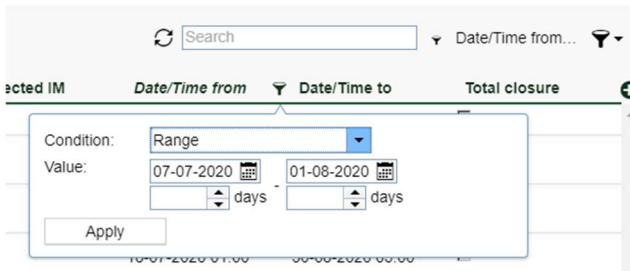 Search
Date/Time from...
ected IM
Date/Time from
Date/Time to
Total closure
Condition:
Range
Value:
07-07-2020
-
01-08-2020
days
days
Apply